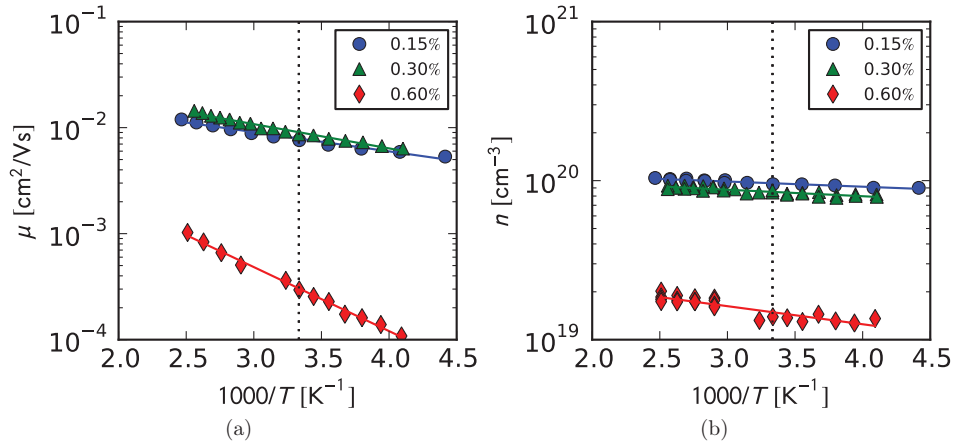 10⁻¹
10⁻²
10⁻³
10⁻⁴
μ [cm²/Vs]
0.15%
0.30%
0.60%
2.0 2.5 3.0 3.5 4.0 4.5
1000/T [K⁻¹]
(a)
10²¹
10²⁰
10¹⁹
n [cm⁻³]
0.15%
0.30%
0.60%
2.0 2.5 3.0 3.5 4.0 4.5
1000/T [K⁻¹]
(b)